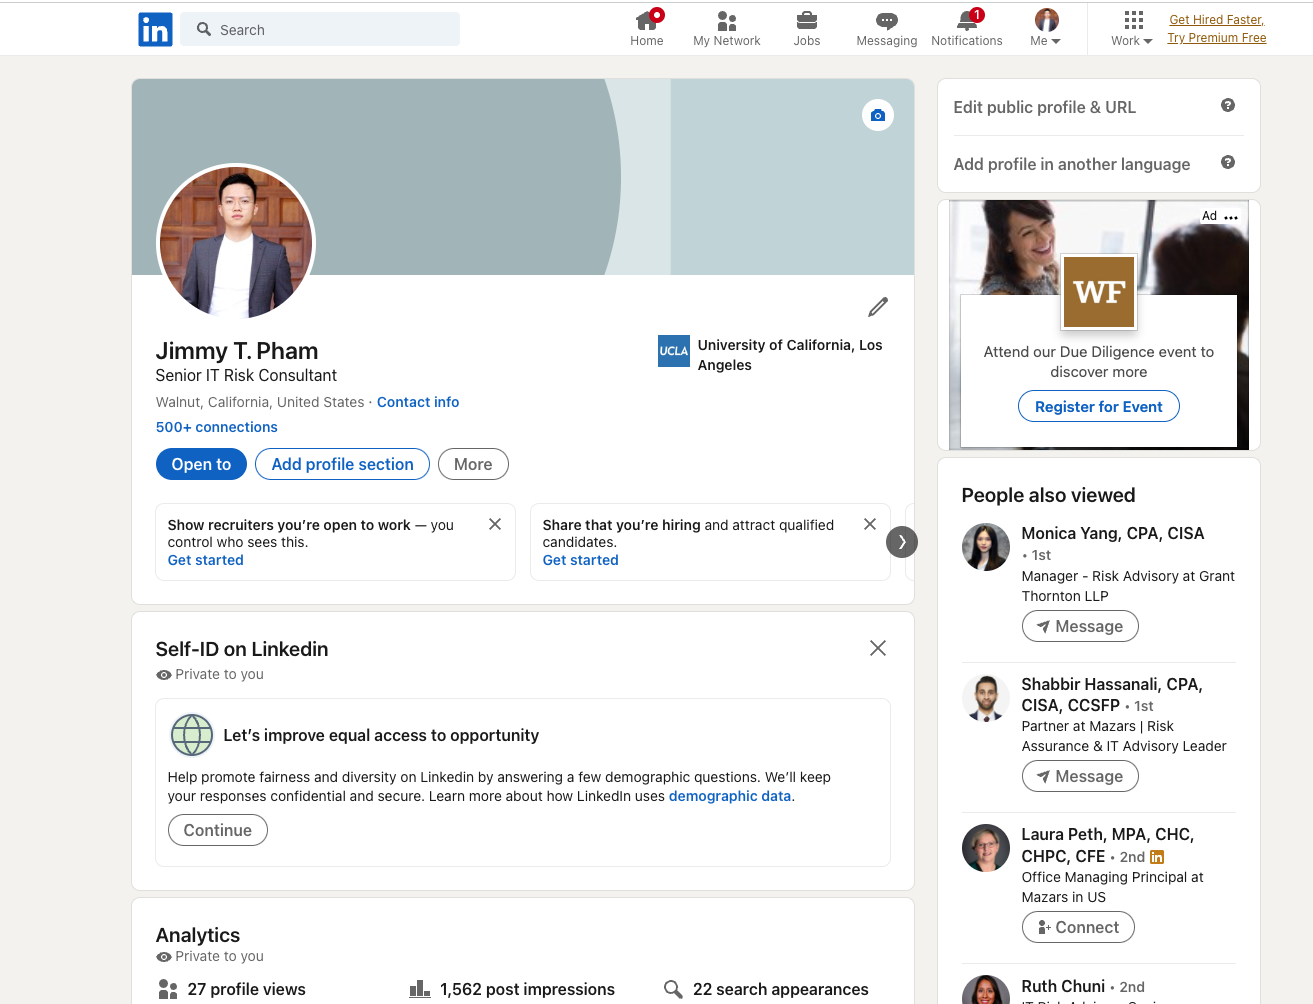 in
Search
Home
My Network
Jobs
Messaging
1
Notifications
Me
Work
Get Hired Faster,
Try Premium Free
Jimmy T. Pham
Senior IT Risk Consultant
Walnut, California, United States · Contact info
500+ connections
Open to
Add profile section
More
UCLA
University of California, Los
Angeles
Show recruiters you’re open to work — you
control who sees this.
Get started
Share that you’re hiring and attract qualified
candidates.
Get started
Self-ID on Linkedin
Private to you
Let’s improve equal access to opportunity
Help promote fairness and diversity on Linkedin by answering a few demographic questions. We’ll keep
your responses confidential and secure. Learn more about how LinkedIn uses demographic data.
Continue
Analytics
Private to you
27 profile views
1,562 post impressions
22 search appearances
Edit public profile & URL
?
Add profile in another language
?
Ad
WF
Attend our Due Diligence event to
discover more
Register for Event
People also viewed
Monica Yang, CPA, CISA
• 1st
Manager - Risk Advisory at Grant
Thornton LLP
Message
Shabbir Hassanali, CPA,
CISA, CCSFP • 1st
Partner at Mazars | Risk
Assurance & IT Advisory Leader
Message
Laura Peth, MPA, CHC,
CHPC, CFE • 2nd in
Office Managing Principal at
Mazars in US
Connect
Ruth Chuni • 2nd